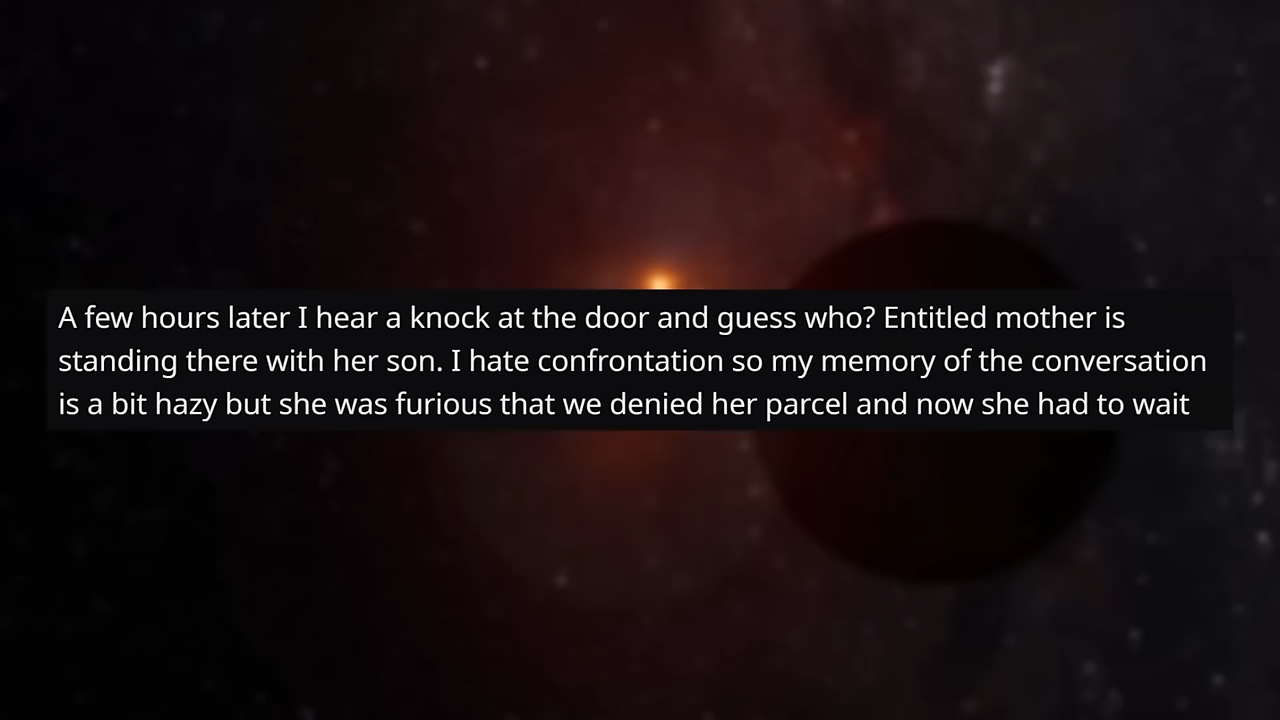 A few hours later I hear a knock at the door and guess who? Entitled mother is
standing there with her son. I hate confrontation so my memory of the conversation
is a bit hazy but she was furious that we denied her parcel and now she had to wait